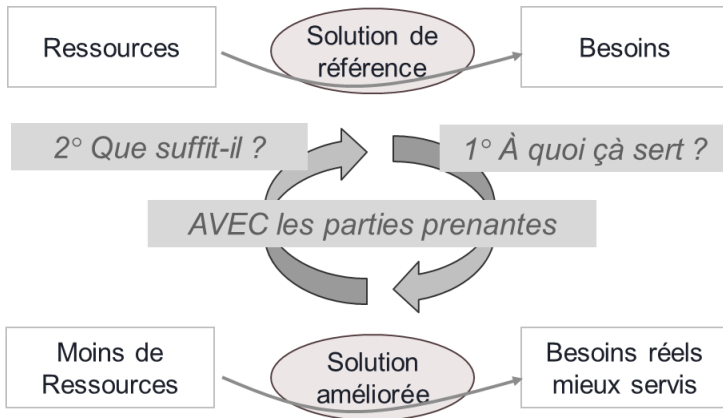 Ressources
Solution de
référence
Besoins
2° Que suffit-il ?
1° À quoi çà sert ?
AVEC les parties prenantes
Moins de
Ressources
Solution
améliorée
Besoins réels
mieux servis